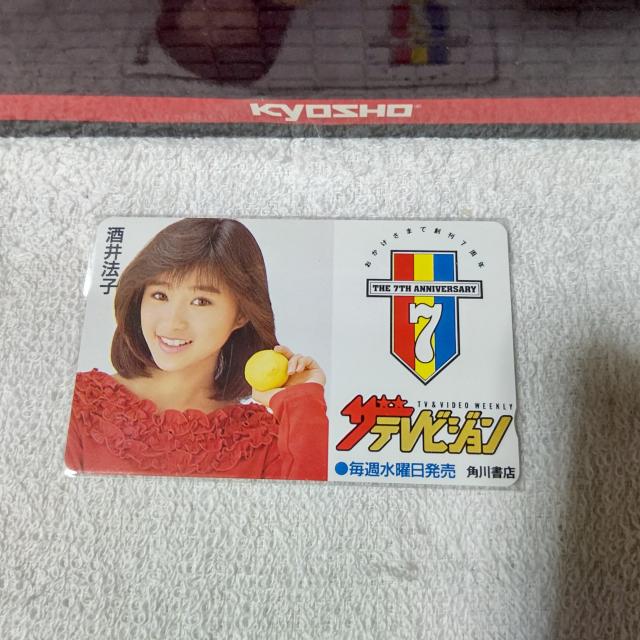 KYOSHO
酒井法子
おかげさまで創刊7周年
THE 7TH ANNIVERSARY
7
TV & VIDEO WEEKLY
ザテレビジョン
●毎週水曜日発売 角川書店